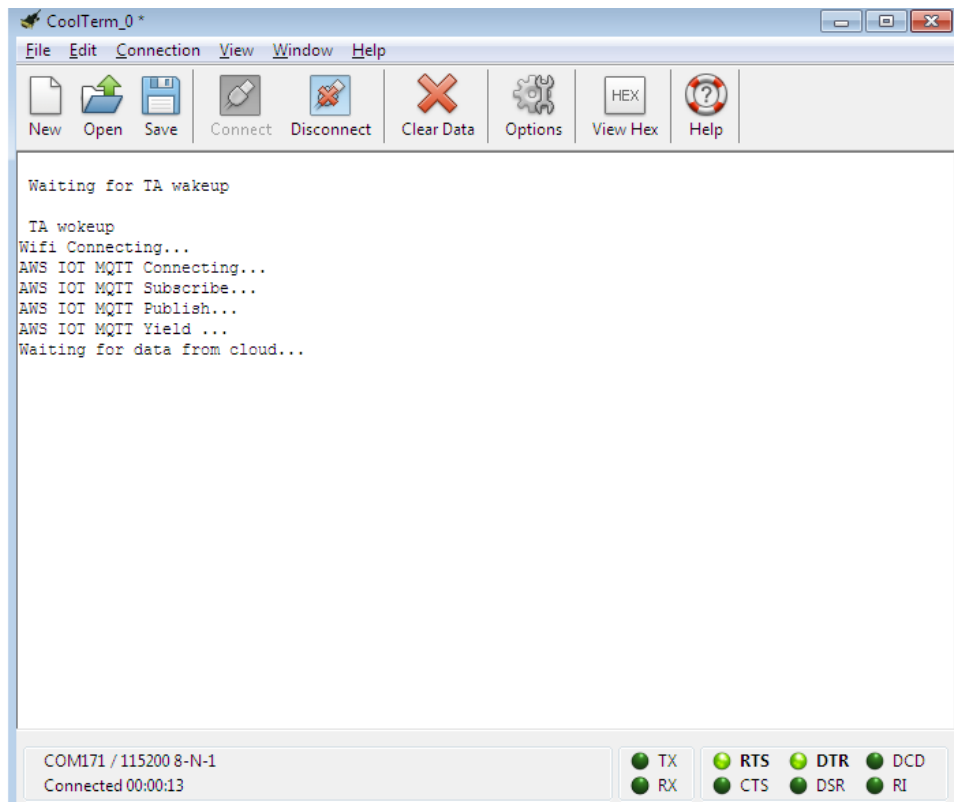 CoolTerm_0 *
File Edit Connection View Window Help
HEX
New Open Save Connect Disconnect Clear Data Options View Hex Help
Waiting for TA wakeup
TA wokeup
Wifi Connecting...
AWS IOT MQTT Connecting...
AWS IOT MQTT Subscribe...
AWS IOT MQTT Publish...
AWS IOT MQTT Yield ...
Waiting for data from cloud...
COM171 / 115200 8-N-1
Connected 00:00:13
TX RTS DTR DCD
RX CTS DSR RI